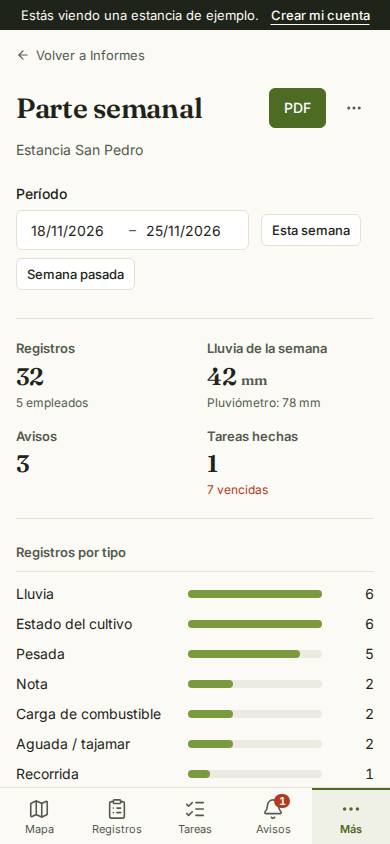 Estás viendo una estancia de ejemplo. Crear mi cuenta
Volver a Informes
Parte semanal
PDF
Estancia San Pedro
Período
18/11/2026 – 25/11/2026
Esta semana
Semana pasada
Registros
32
5 empleados
Lluvia de la semana
42 mm
Pluviómetro: 78 mm
Avisos
3
Tareas hechas
1
7 vencidas
Registros por tipo
Lluvia 6
Estado del cultivo 6
Pesada 5
Nota 2
Carga de combustible 2
Aguada / tajamar 2
Recorrida 1
Mapa
Registros
Tareas
1
Avisos
Más